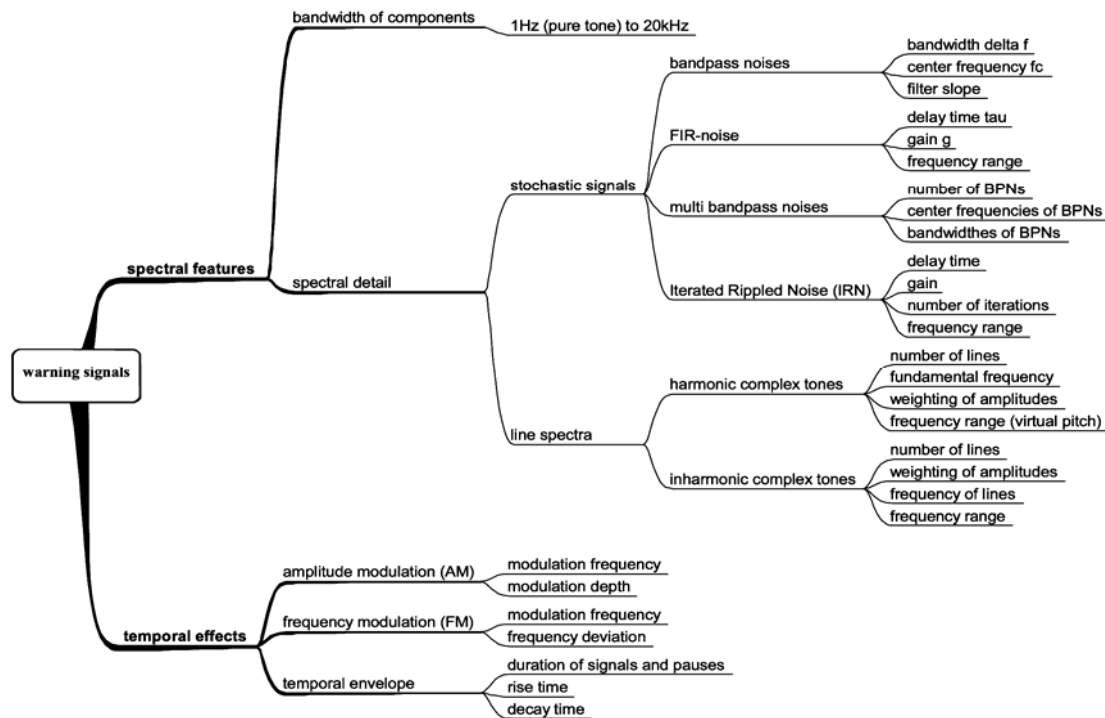 warning signals
spectral features
bandwidth of components
1Hz (pure tone) to 20kHz
spectral detail
stochastic signals
bandpass noises
bandwidth delta f
center frequency fc
filter slope
FIR-noise
delay time tau
gain g
frequency range
multi bandpass noises
number of BPNs
center frequencies of BPNs
bandwidthes of BPNs
Iterated Rippled Noise (IRN)
delay time
gain
number of iterations
frequency range
line spectra
harmonic complex tones
number of lines
fundamental frequency
weighting of amplitudes
frequency range (virtual pitch)
inharmonic complex tones
number of lines
weighting of amplitudes
frequency of lines
frequency range
temporal effects
amplitude modulation (AM)
modulation frequency
modulation depth
frequency modulation (FM)
modulation frequency
frequency deviation
temporal envelope
duration of signals and pauses
rise time
decay time